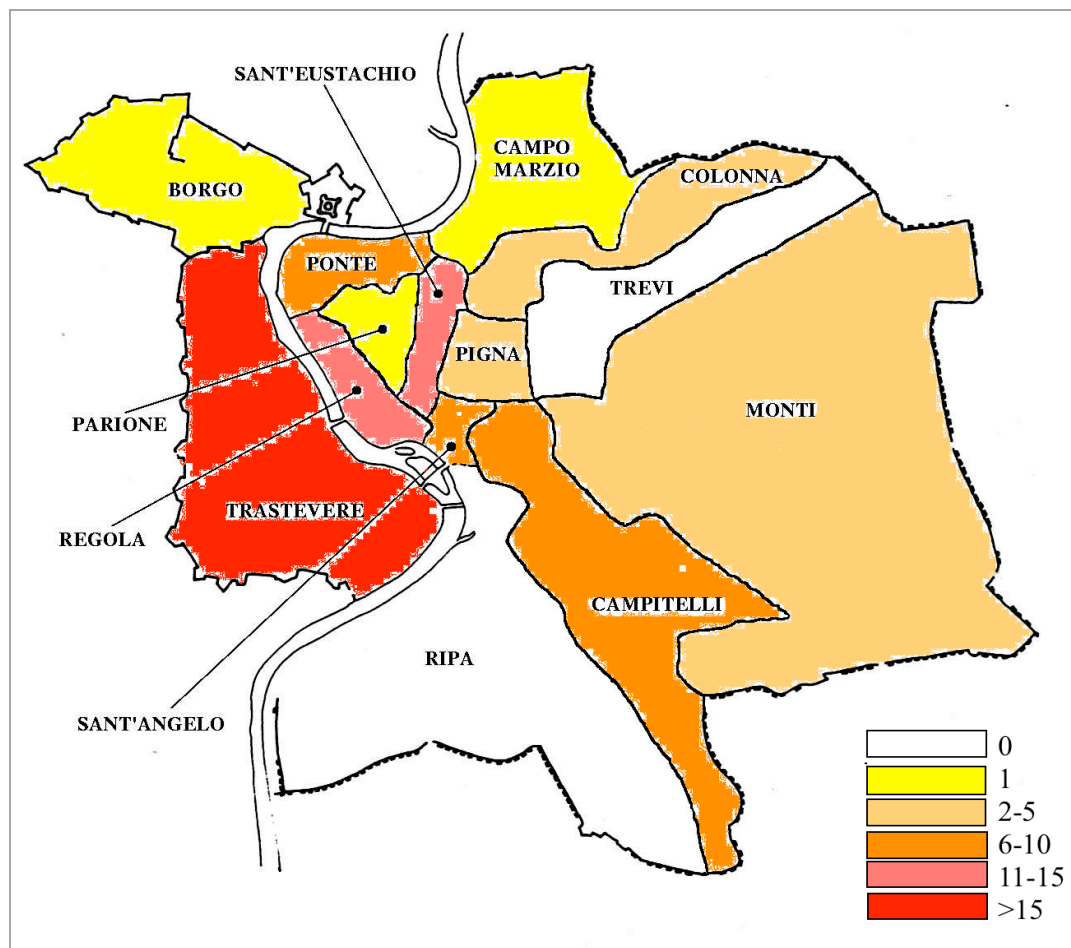 SANT'EUSTACHIO
CAMPO
MARZIO
COLONNA
BORGO
PONTE
TREVI
PIGNA
PARIONE
MONTI
TRASTEVERE
REGOLA
CAMPITELLI
RIPA
SANT'ANGELO
0
1
2-5
6-10
11-15
>15